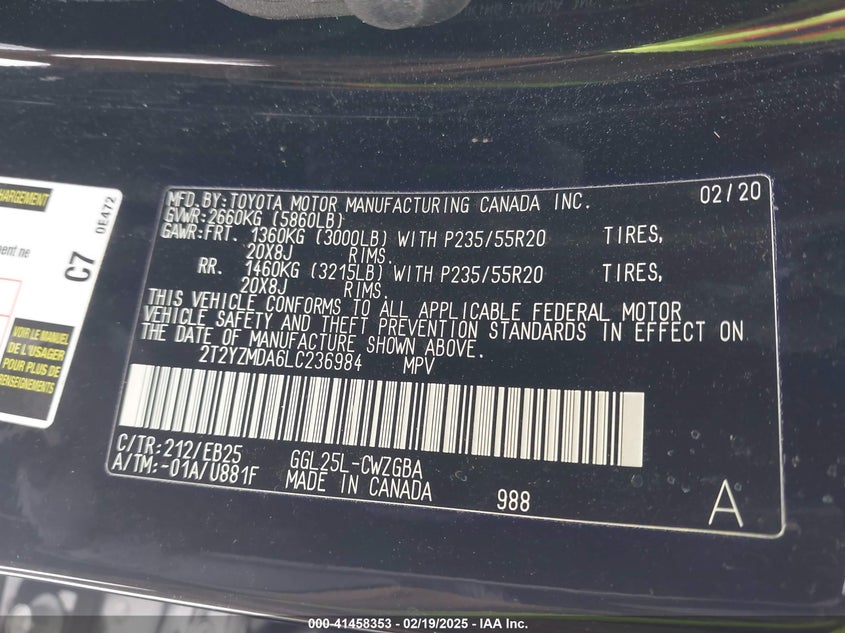 HARGEMENT
0E472
ent ne
C7
VOIR LE MANUEL
DE L'USAGER
POUR PLUS DE
RENSEIGNEMENTS
MFD. BY: TOYOTA MOTOR MANUFACTURING CANADA INC. 02/20
GVWR: 2660KG (5860LB)
GAWR: FRT. 1360KG (3000LB) WITH P235/55R20 TIRES,
20X8J RIMS.
RR. 1460KG (3215LB) WITH P235/55R20 TIRES,
20X8J RIMS.
THIS VEHICLE CONFORMS TO ALL APPLICABLE FEDERAL MOTOR
VEHICLE SAFETY AND THEFT PREVENTION STANDARDS IN EFFECT ON
THE DATE OF MANUFACTURE SHOWN ABOVE.
2T2YZMDA6LC236984 MPV
C/TR: 212/EB25 GGL25L-CWZGBA
A/TM: -01A/U881F MADE IN CANADA 988 A
000-41458353 - 02/19/2025 - IAA Inc.